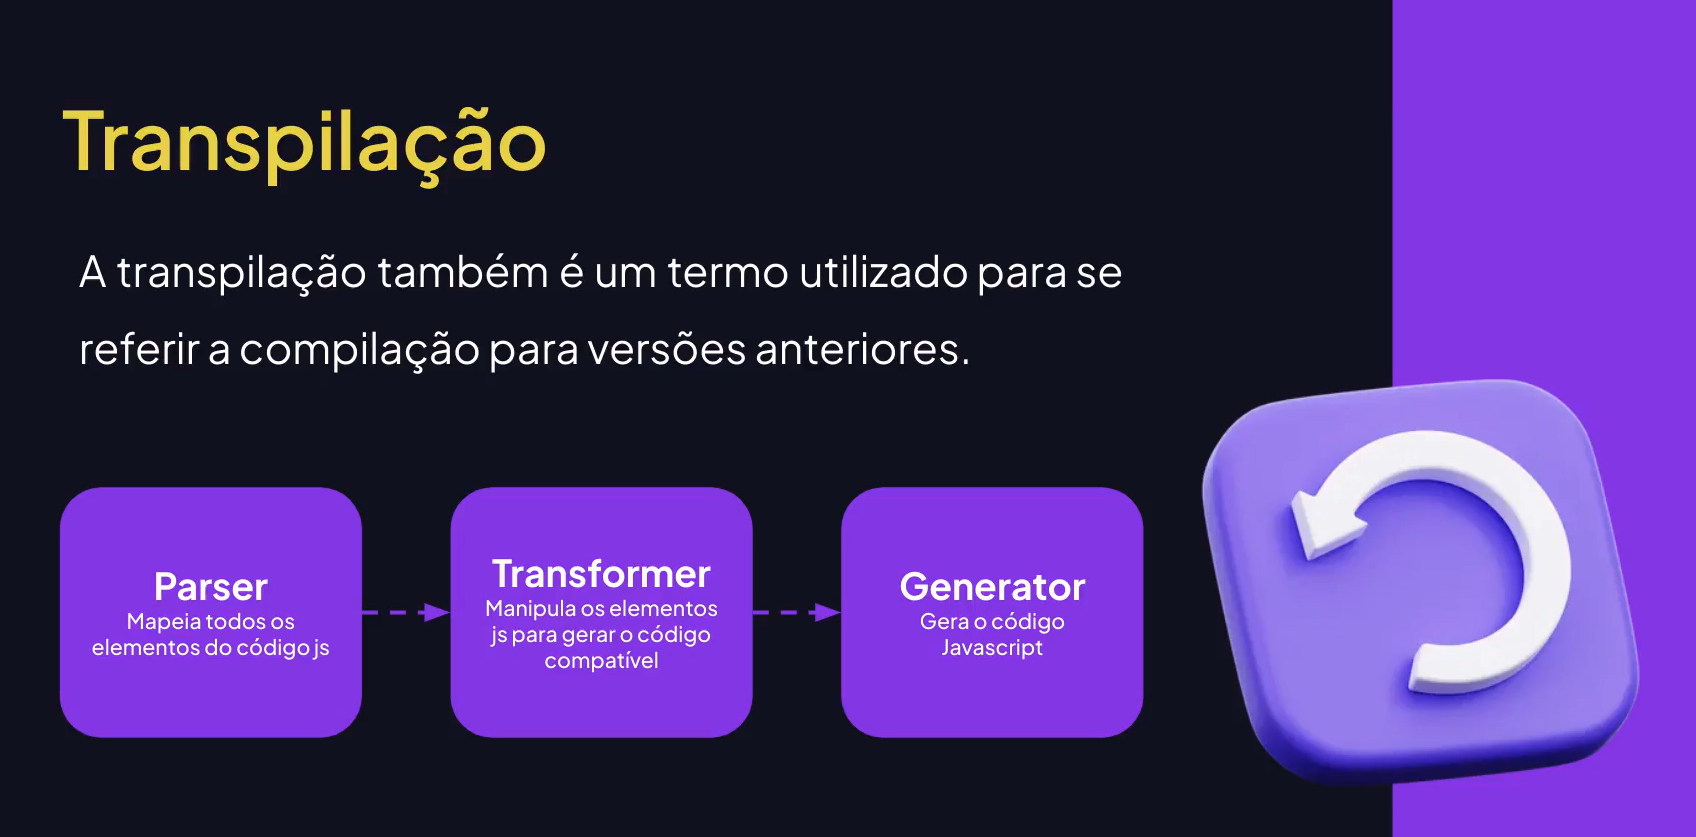 Transpilação
A transpilação também é um termo utilizado para se
referir a compilação para versões anteriores.
Parser
Mapeia todos os
elementos do código js
Transformer
Manipula os elementos
js para gerar o código
compatível
Generator
Gera o código
Javascript